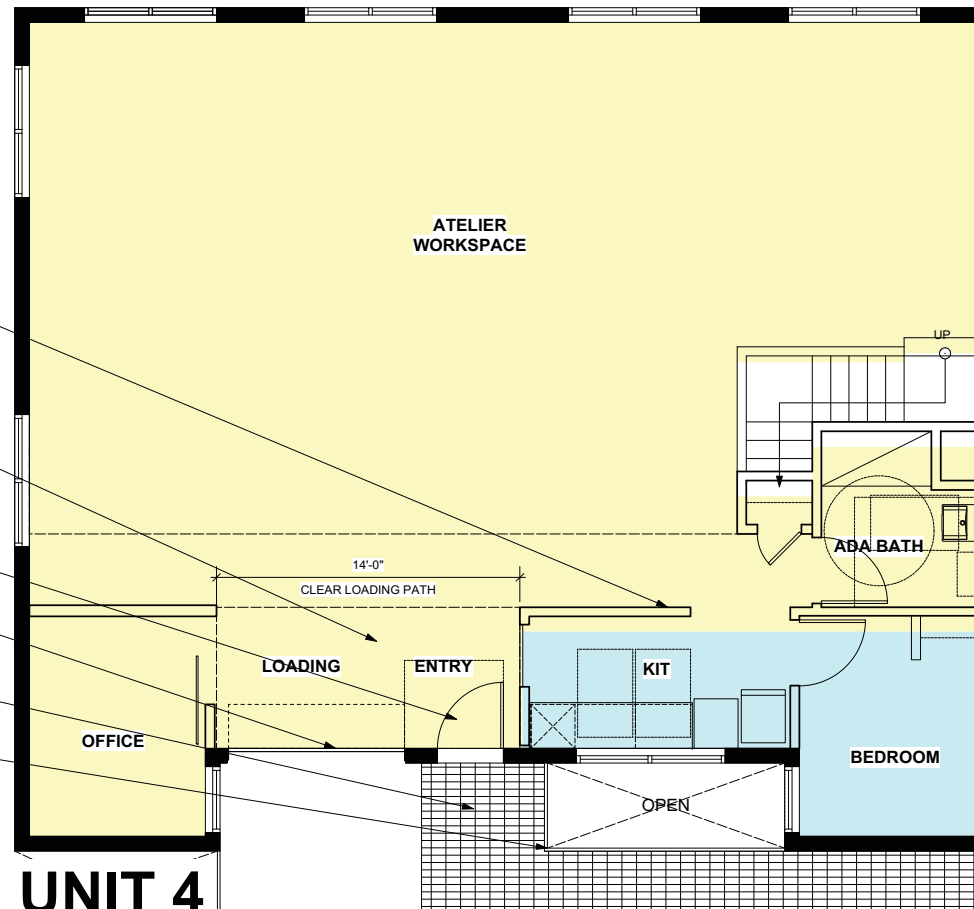 ATELIER
WORKSPACE
UP
ADA BATH
14'-0"
CLEAR LOADING PATH
LOADING
ENTRY
KIT
OFFICE
BEDROOM
OPEN
UNIT 4